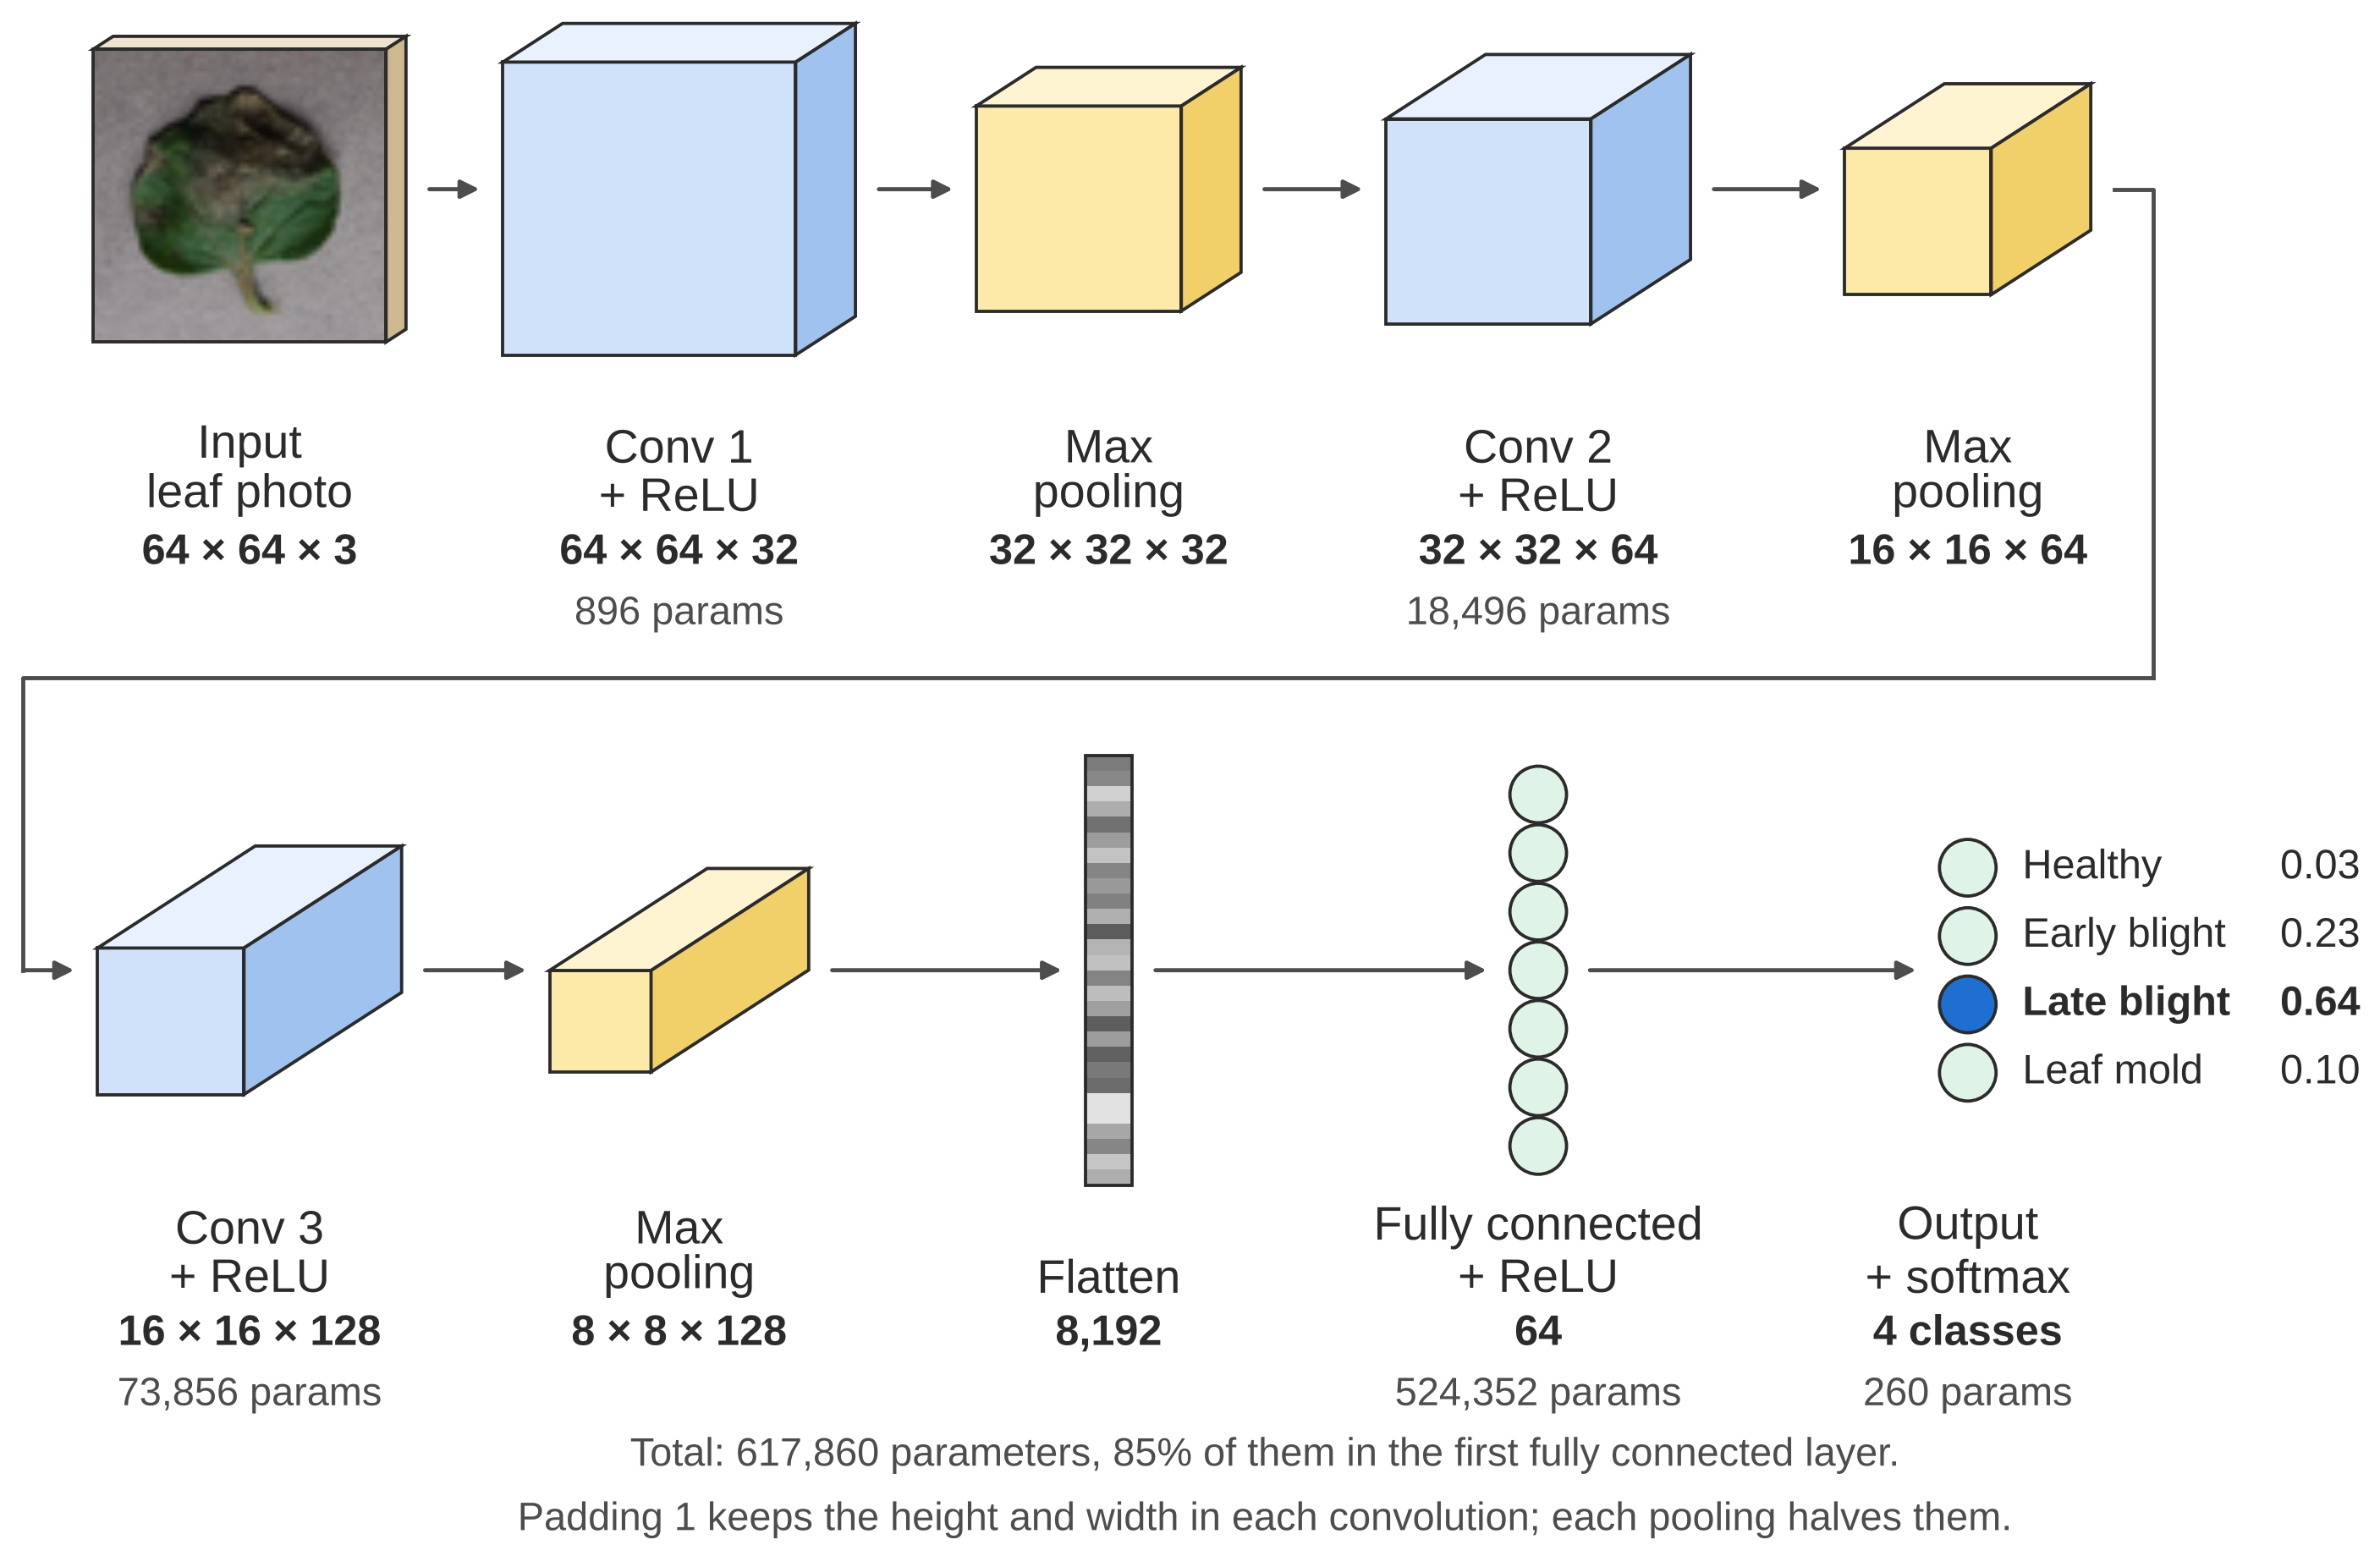 Input
leaf photo
64 × 64 × 3
Conv 1
+ ReLU
64 × 64 × 32
896 params
Max
pooling
32 × 32 × 32
Conv 2
+ ReLU
32 × 32 × 64
18,496 params
Max
pooling
16 × 16 × 64
Conv 3
+ ReLU
16 × 16 × 128
73,856 params
Max
pooling
8 × 8 × 128
Flatten
8,192
Fully connected
+ ReLU
64
524,352 params
Healthy 0.03
Early blight 0.23
Late blight 0.64
Leaf mold 0.10
Output
+ softmax
4 classes
260 params
Total: 617,860 parameters, 85% of them in the first fully connected layer.
Padding 1 keeps the height and width in each convolution; each pooling halves them.